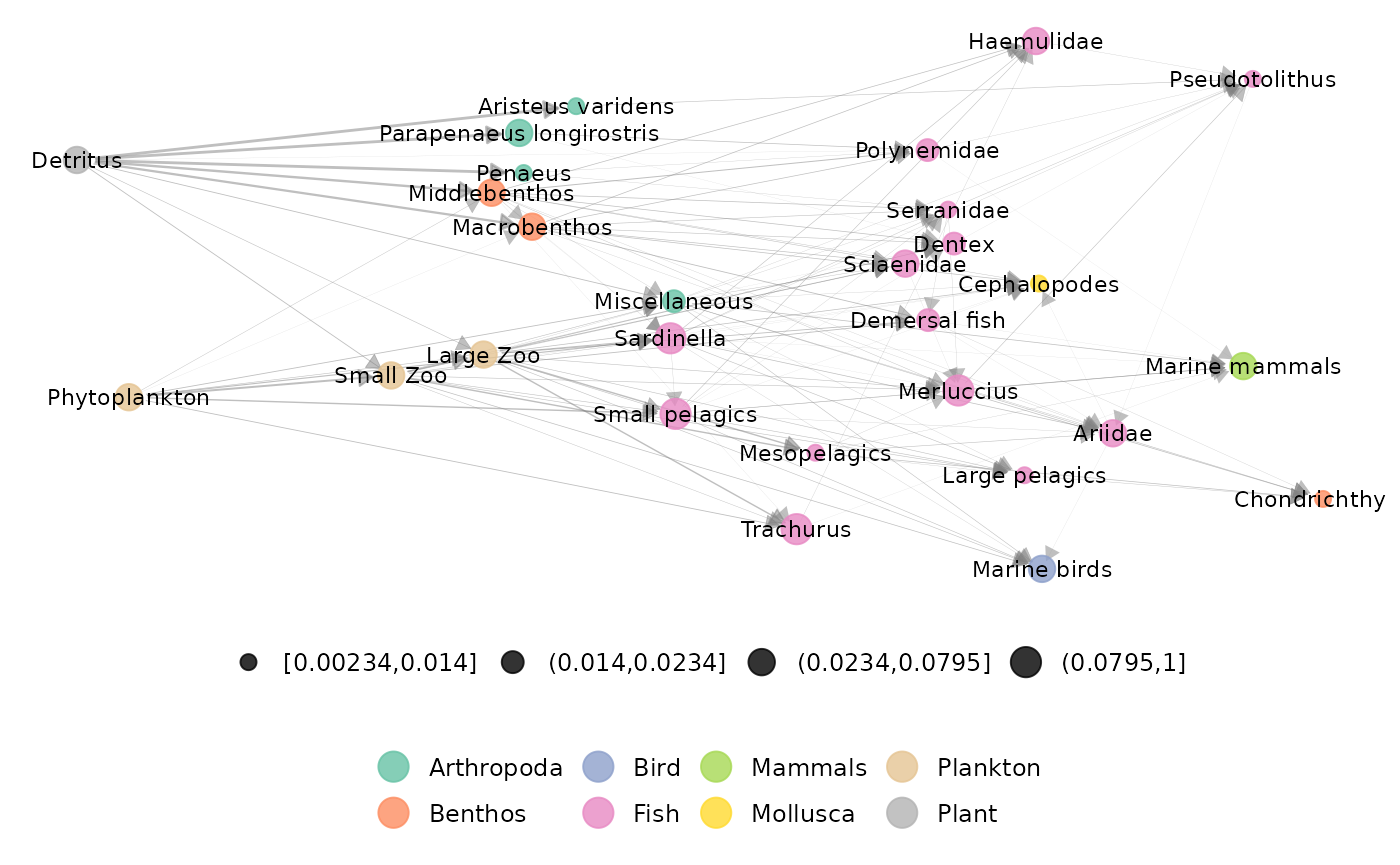 Haemulidae
Pseudotolithus
Aristeus varidens
Parapenaeus longirostris
Polynemidae
Detritus
Penaeus
Middlebenthos
Serranidae
Macrobenthos
Dentex
Sciaenidae
Cephalopodes
Miscellaneous
Demersal fish
Sardinella
Large Zoo
Marine mammals
Small Zoo
Merluccius
Phytoplankton
Small pelagics
Ariidae
Mesopelagics
Large pelagics
Chondrichthy
Trachurus
Marine birds
[0.00234,0.014] (0.014,0.0234] (0.0234,0.0795] (0.0795,1]
Arthropoda Bird Mammals Plankton
Benthos Fish Mollusca Plant